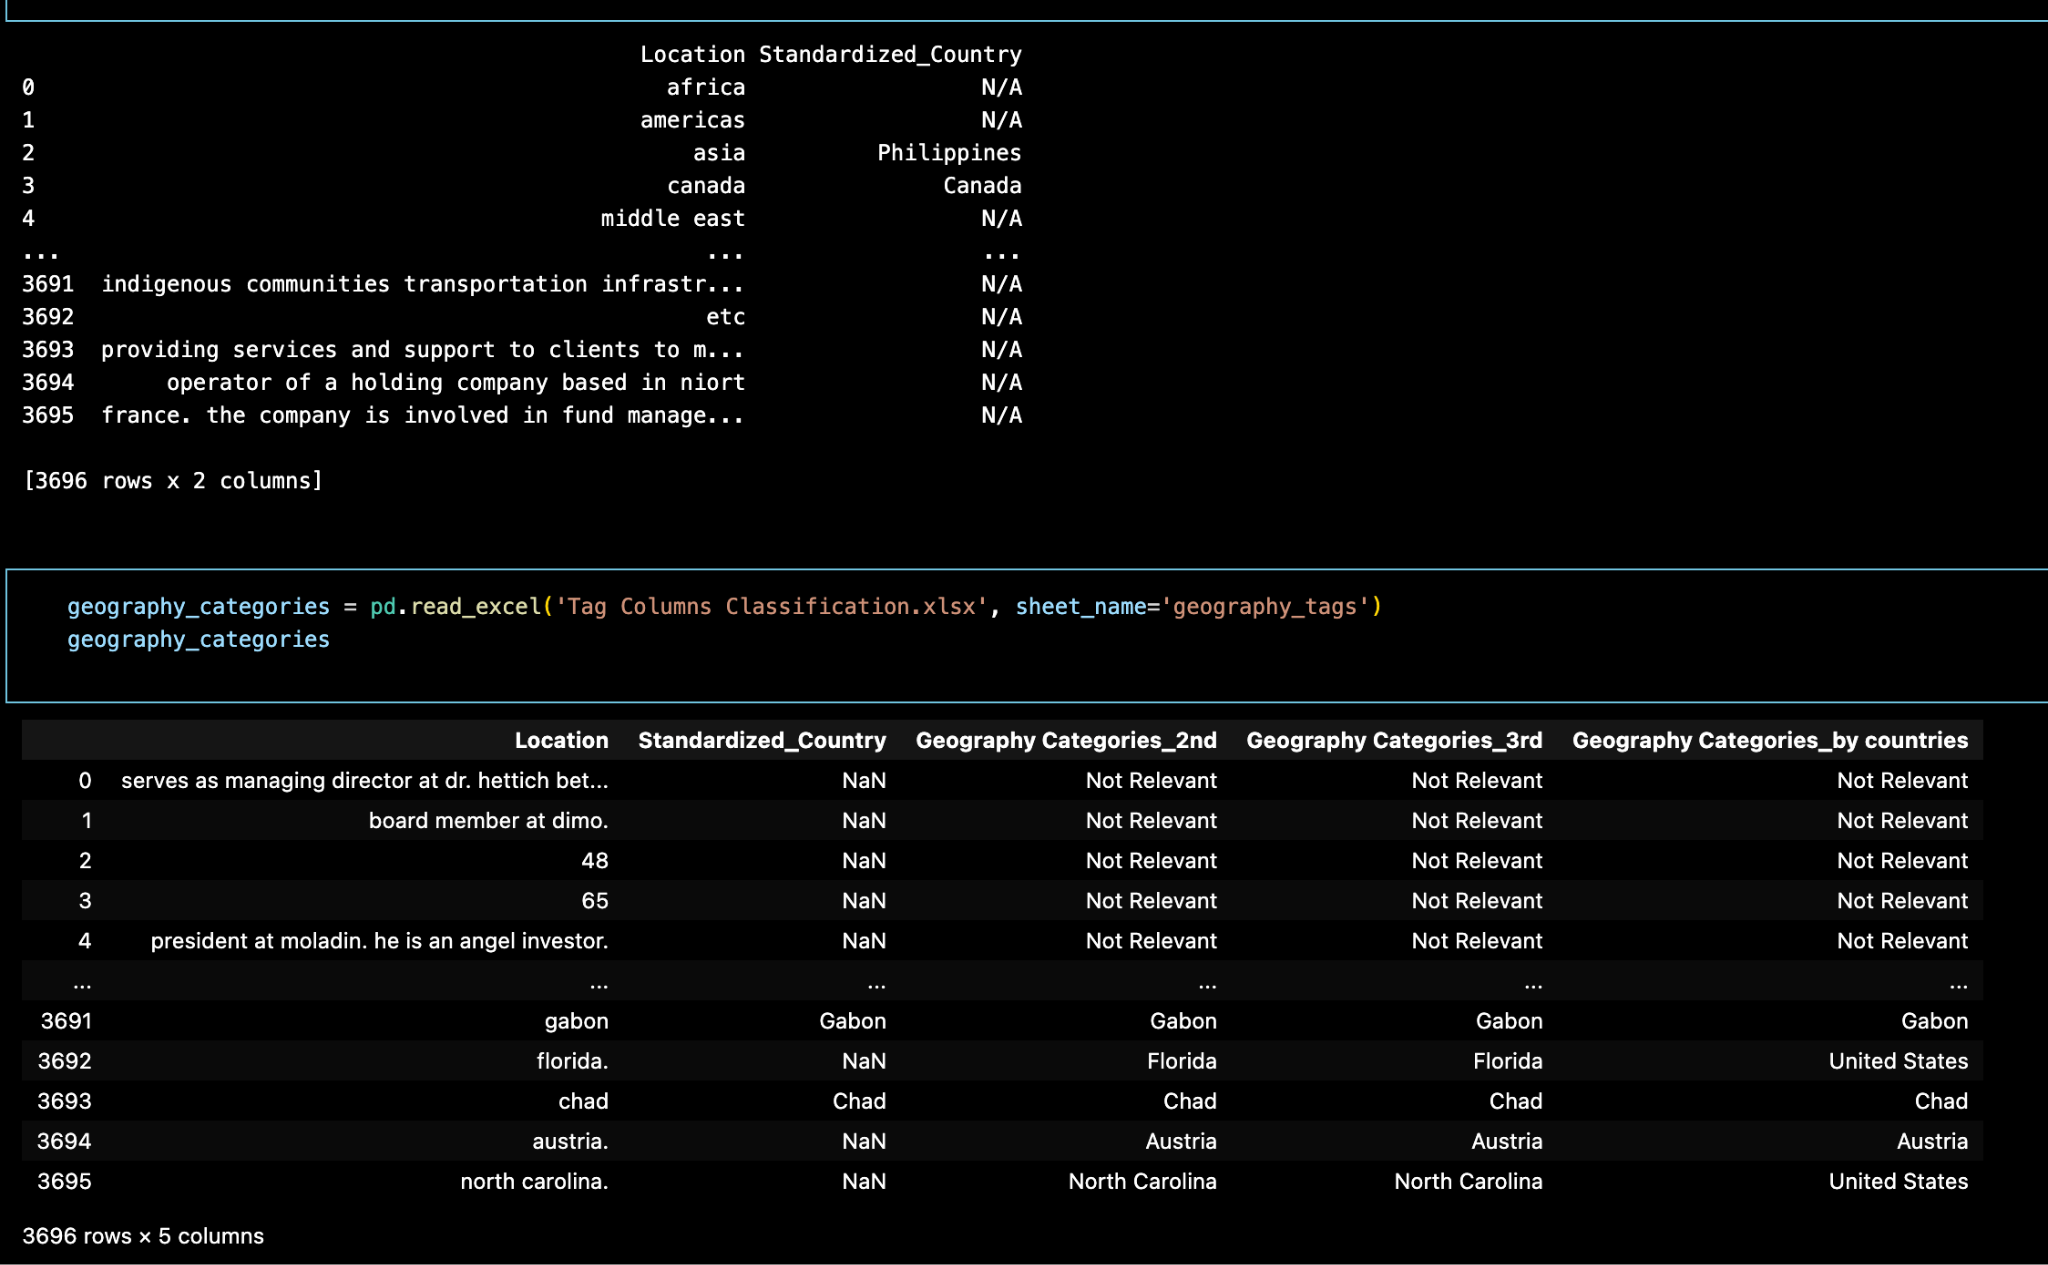 Location Standardized_Country
0 africa N/A
1 americas N/A
2 asia Philippines
3 canada Canada
4 middle east N/A
... ... ...
3691 indigenous communities transportation infrastr... N/A
3692 etc N/A
3693 providing services and support to clients to m... N/A
3694 operator of a holding company based in niort N/A
3695 france. the company is involved in fund manage... N/A
[3696 rows x 2 columns]
geography_categories = pd.read_excel('Tag Columns Classification.xlsx', sheet_name='geography_tags')
geography_categories
Location Standardized_Country Geography Categories_2nd Geography Categories_3rd Geography Categories_by countries
0 serves as managing director at dr. hettich bet... NaN Not Relevant Not Relevant Not Relevant
1 board member at dimo. NaN Not Relevant Not Relevant Not Relevant
2 48 NaN Not Relevant Not Relevant Not Relevant
3 65 NaN Not Relevant Not Relevant Not Relevant
4 president at moladin. he is an angel investor. NaN Not Relevant Not Relevant Not Relevant
... ... ... ... ... ...
3691 gabon Gabon Gabon Gabon Gabon
3692 florida. NaN Florida Florida United States
3693 chad Chad Chad Chad Chad
3694 austria. NaN Austria Austria Austria
3695 north carolina. NaN North Carolina North Carolina United States
3696 rows × 5 columns